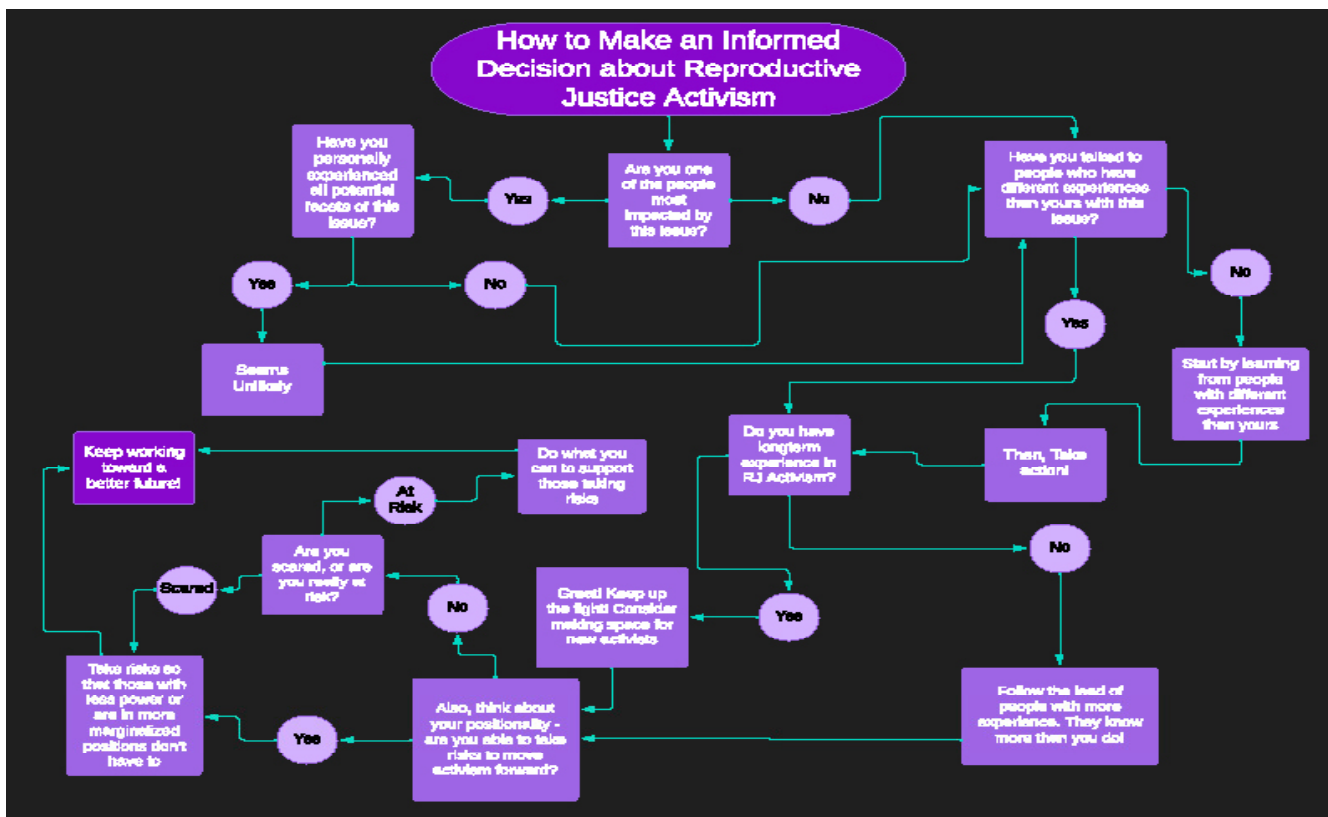 How to Make an Informed
Decision about Reproductive
Justice Activism
Have you
personally
experienced
all potential
facets of this
issue?
Yes
Are you one
of the people
most
impacted by
this issue?
No
Have you talked to
people who have
different experiences
than yours with this
issue?
Yes
No
Yes
No
Seems
Unlikely
Start by learning
from people
with different
experiences
than yours
Then, Take
action!
Do you have
longterm
experience in
RJ Activism?
Keep working
toward a
better future!
Do what you
can to support
those taking
risks
At
Risk
Are you
scared, or are
you really at
risk?
Scared
No
Great! Keep up
the fight! Consider
making space for
new activists
Yes
No
Take risks so
that those with
less power or
are in more
marginalized
positions don't
have to
Yes
Also, think about
your positionality -
are you able to take
risks to move
activism forward?
Follow the lead of
people with more
experience. They know
more than you do!